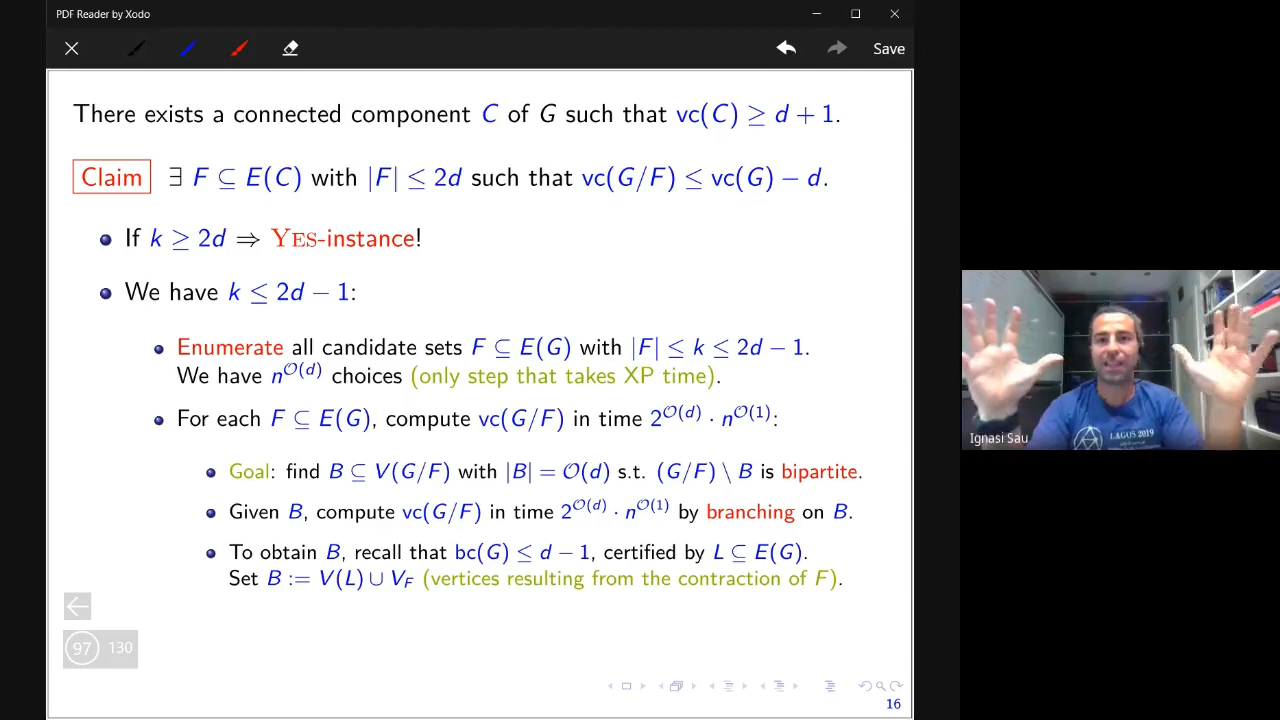 PDF Reader by Xodo
Save
There exists a connected component C of G such that vc(C) ≥ d + 1.
Claim ∃ F ⊆ E(C) with |F| ≤ 2d such that vc(G/F) ≤ vc(G) − d.
If k ≥ 2d ⇒ YES-instance!
We have k ≤ 2d − 1:
Enumerate all candidate sets F ⊆ E(G) with |F| ≤ k ≤ 2d − 1.
We have n^O(d) choices (only step that takes XP time).
For each F ⊆ E(G), compute vc(G/F) in time 2^O(d) · n^O(1):
Goal: find B ⊆ V(G/F) with |B| = O(d) s.t. (G/F) \ B is bipartite.
Given B, compute vc(G/F) in time 2^O(d) · n^O(1) by branching on B.
To obtain B, recall that bc(G) ≤ d − 1, certified by L ⊆ E(G).
Set B := V(L) ∪ V_F (vertices resulting from the contraction of F).
97 130
16
Ignasi Sau
LAGOS 2019